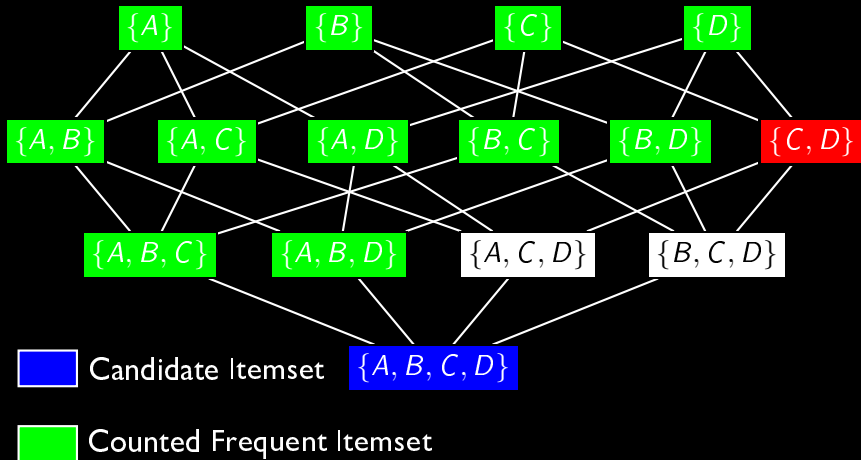 {A} {B} {C} {D}
{A, B} {A, C} {A, D} {B, C} {B, D} {C, D}
{A, B, C} {A, B, D} {A, C, D} {B, C, D}
{A, B, C, D}
Candidate Itemset
Counted Frequent Itemset